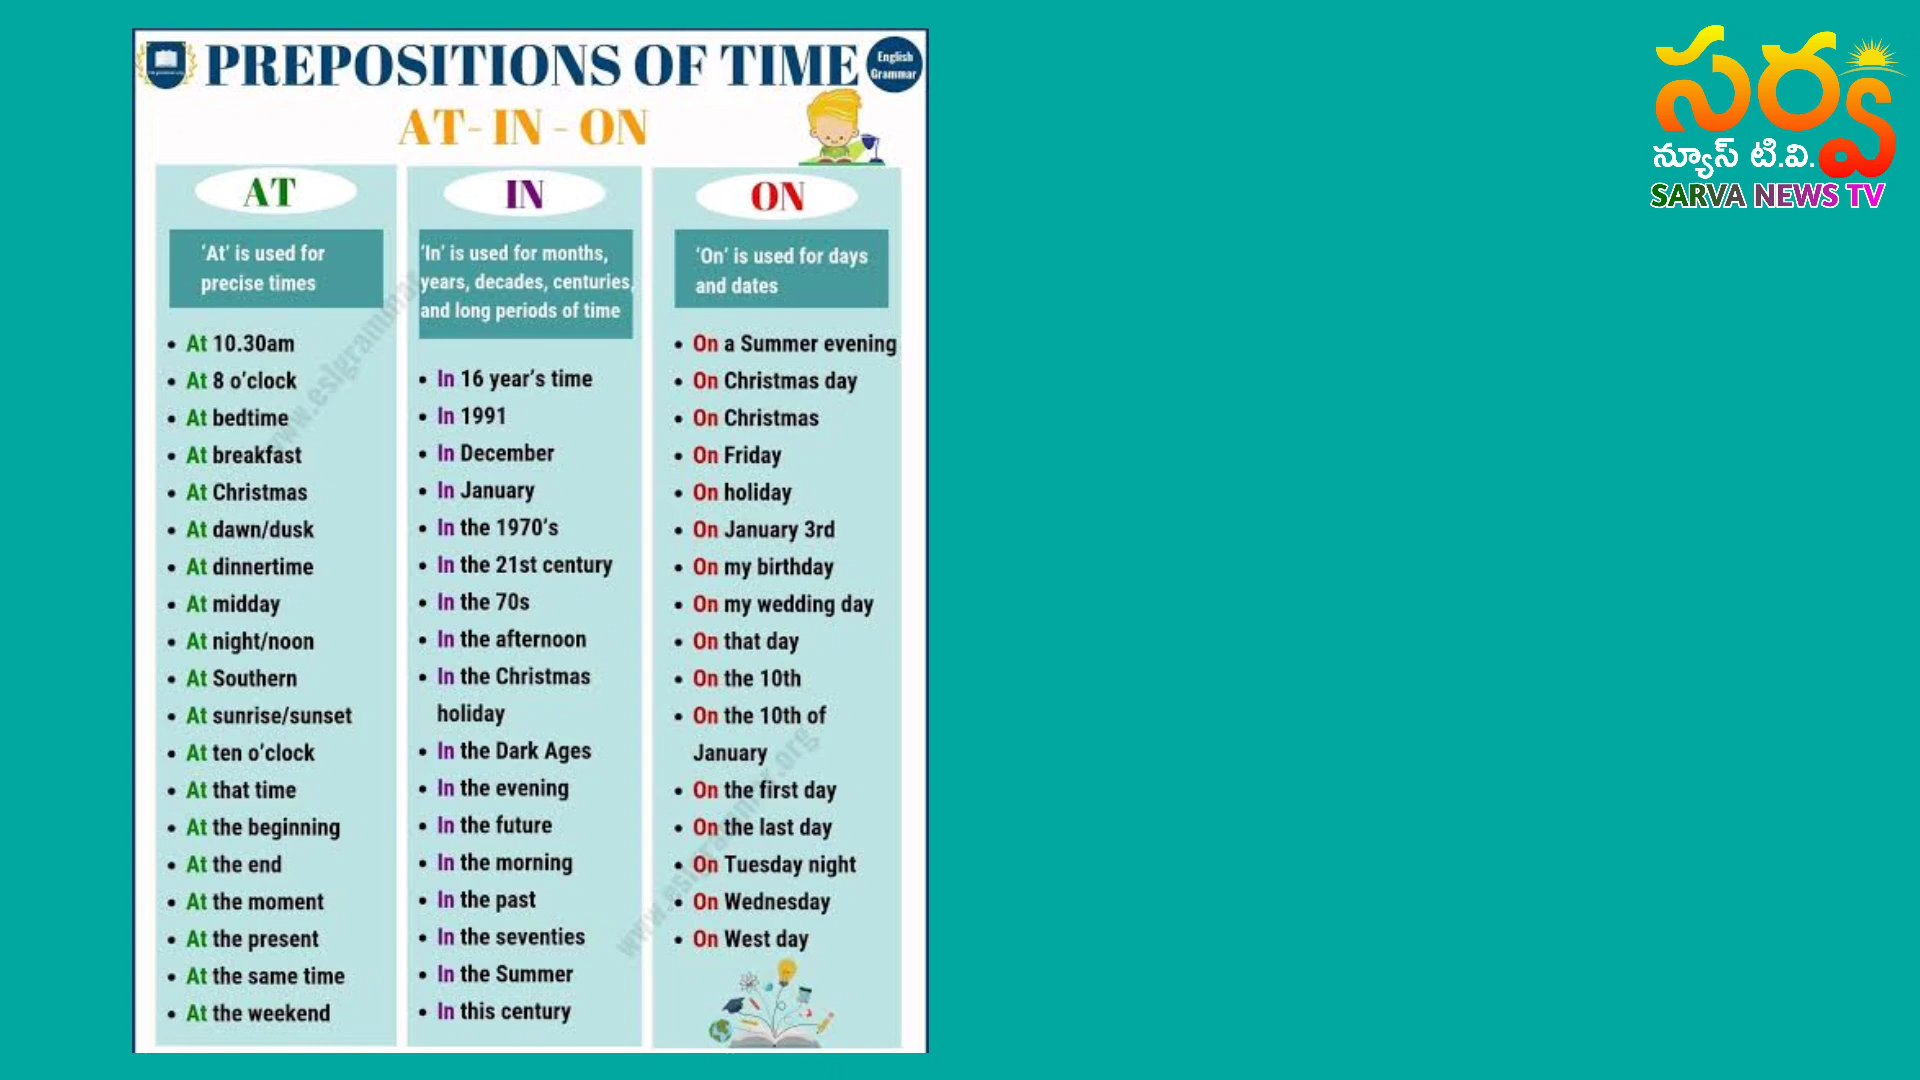 PREPOSITIONS OF TIME
English
Grammar
AT- IN - ON
AT
'At' is used for
precise times
At 10.30am
At 8 o'clock
At bedtime
At breakfast
At Christmas
At dawn/dusk
At dinnertime
At midday
At night/noon
At Southern
At sunrise/sunset
At ten o'clock
At that time
At the beginning
At the end
At the moment
At the present
At the same time
At the weekend
IN
'In' is used for months,
years, decades, centuries,
and long periods of time
In 16 year's time
In 1991
In December
In January
In the 1970's
In the 21st century
In the 70s
In the afternoon
In the Christmas
holiday
In the Dark Ages
In the evening
In the future
In the morning
In the past
In the seventies
In the Summer
In this century
ON
'On' is used for days
and dates
On a Summer evening
On Christmas day
On Christmas
On Friday
On holiday
On January 3rd
On my birthday
On my wedding day
On that day
On the 10th
On the 10th of
January
On the first day
On the last day
On Tuesday night
On Wednesday
On West day
www.eslgrammar.org
సర్వ
న్యూస్ టి.వి.
SARVA NEWS TV